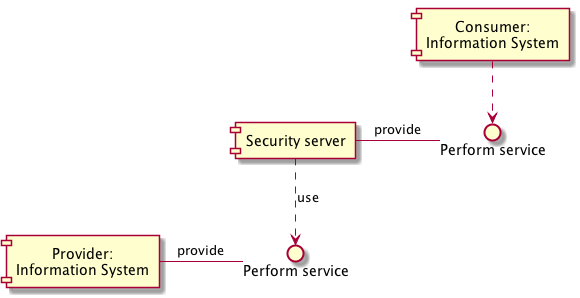 Consumer:
Information System
Security server
provide
Perform service
use
Provider:
Information System
provide
Perform service